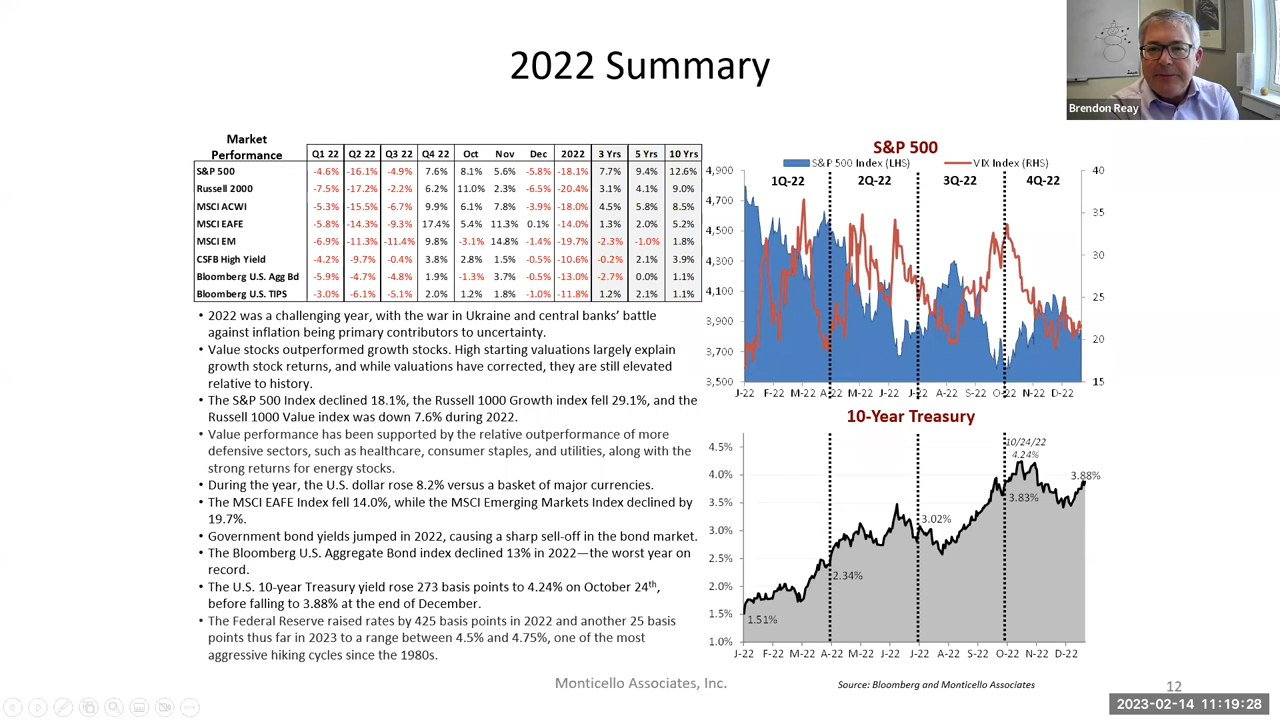 2022 Summary
Brendon Reay
Market
Performance Q1 22 Q2 22 Q3 22 Q4 22 Oct Nov Dec 2022 3 Yrs 5 Yrs 10 Yrs
S&P 500 -4.6% -16.1% -4.9% 7.6% 8.1% 5.6% -5.8% -18.1% 7.7% 9.4% 12.6%
Russell 2000 -7.5% -17.2% -2.2% 6.2% 11.0% 2.3% -6.5% -20.4% 3.1% 4.1% 9.0%
MSCI ACWI -5.3% -15.5% -6.7% 9.9% 6.1% 7.8% -3.9% -18.0% 4.5% 5.8% 8.5%
MSCI EAFE -5.8% -14.3% -9.3% 17.4% 5.4% 11.3% 0.1% -14.0% 1.3% 2.0% 5.2%
MSCI EM -6.9% -11.3% -11.4% 9.8% -3.1% 14.8% -1.4% -19.7% -2.3% -1.0% 1.8%
CSFB High Yield -4.2% -9.7% -0.4% 3.8% 2.8% 1.5% -0.5% -10.6% -0.2% 2.1% 3.9%
Bloomberg U.S. Agg Bd -5.9% -4.7% -4.8% 1.9% -1.3% 3.7% -0.5% -13.0% -2.7% 0.0% 1.1%
Bloomberg U.S. TIPS -3.0% -6.1% -5.1% 2.0% 1.2% 1.8% -1.0% -11.8% 1.2% 2.1% 1.1%
• 2022 was a challenging year, with the war in Ukraine and central banks’ battle
against inflation being primary contributors to uncertainty.
• Value stocks outperformed growth stocks. High starting valuations largely explain
growth stock returns, and while valuations have corrected, they are still elevated
relative to history.
• The S&P 500 Index declined 18.1%, the Russell 1000 Growth index fell 29.1%, and the
Russell 1000 Value index was down 7.6% during 2022.
• Value performance has been supported by the relative outperformance of more
defensive sectors, such as healthcare, consumer staples, and utilities, along with the
strong returns for energy stocks.
• During the year, the U.S. dollar rose 8.2% versus a basket of major currencies.
• The MSCI EAFE Index fell 14.0%, while the MSCI Emerging Markets Index declined by
19.7%.
• Government bond yields jumped in 2022, causing a sharp sell-off in the bond market.
• The Bloomberg U.S. Aggregate Bond index declined 13% in 2022—the worst year on
record.
• The U.S. 10-year Treasury yield rose 273 basis points to 4.24% on October 24th,
before falling to 3.88% at the end of December.
• The Federal Reserve raised rates by 425 basis points in 2022 and another 25 basis
points thus far in 2023 to a range between 4.5% and 4.75%, one of the most
aggressive hiking cycles since the 1980s.
S&P 500
S&P 500 Index (LHS) VIX Index (RHS)
1Q-22 2Q-22 3Q-22 4Q-22
4,900 40
4,700 35
4,500
4,300 30
4,100 25
3,900 20
3,700
3,500 15
J-22 F-22 M-22 A-22 M-22 J-22 J-22 A-22 S-22 O-22 N-22 D-22
10-Year Treasury
4.5%
4.0%
3.5%
3.0%
2.5%
2.0%
1.5%
1.0%
10/24/22
4.24%
3.88%
3.83%
3.02%
2.34%
1.51%
J-22 F-22 M-22 A-22 M-22 J-22 J-22 A-22 S-22 O-22 N-22 D-22
Monticello Associates, Inc.
Source: Bloomberg and Monticello Associates
12
2023-02-14 11:19:28